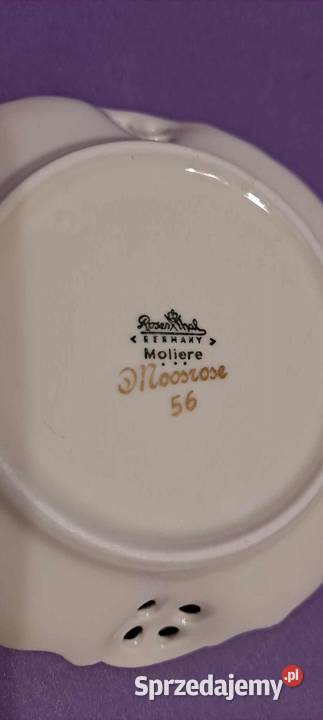 Rosenthal
GERMANY
Moliere
Moosrose
56
Sprzedajemy.pl